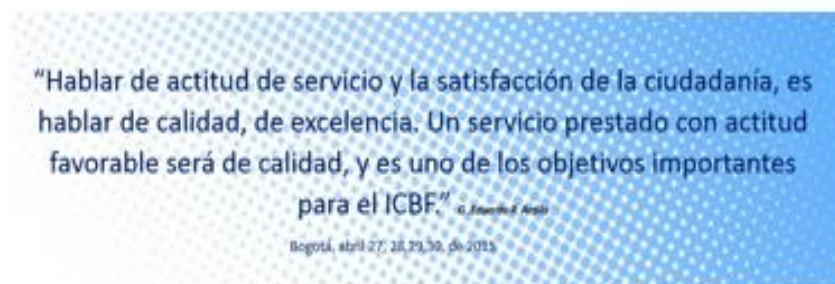 “Hablar de actitud de servicio y la satisfacción de la ciudadanía, es
hablar de calidad, de excelencia. Un servicio prestado con actitud
favorable será de calidad, y es uno de los objetivos importantes
para el ICBF.” G.
Bogotá, abril 27, 28,29,30, de 2015